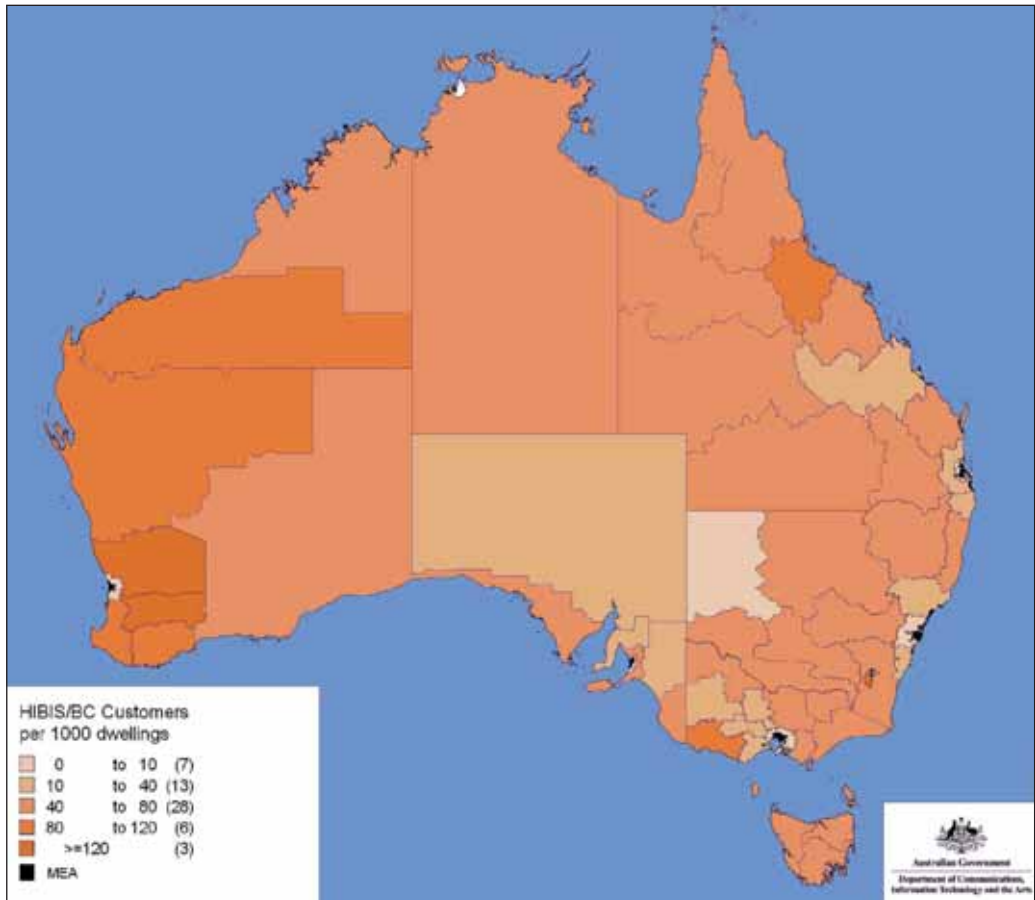 HIBIS/BC Customers
per 1000 dwellings
0 to 10 (7)
10 to 40 (13)
40 to 80 (28)
80 to 120 (6)
>=120 (3)
MEA
Australian Government
Department of Communications,
Information Technology and the Arts